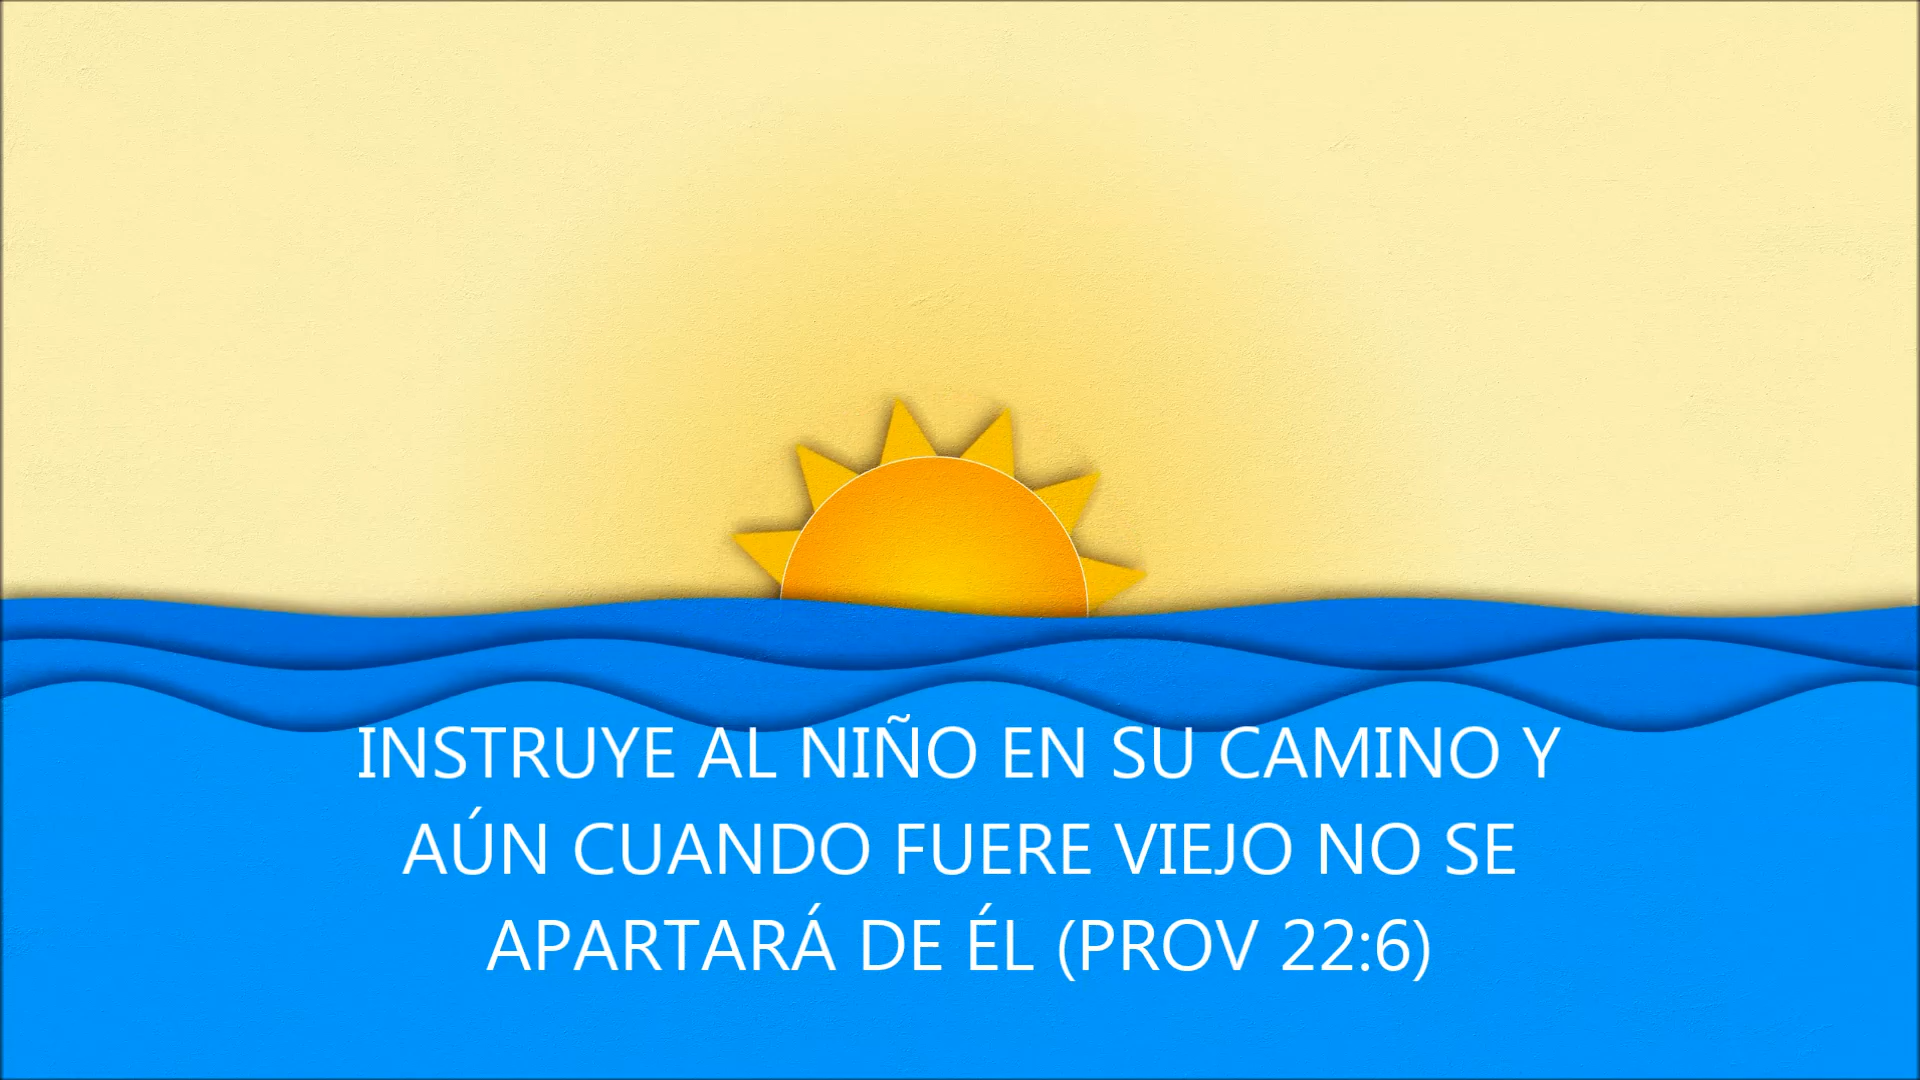 INSTRUYE AL NIÑO EN SU CAMINO Y
AÚN CUANDO FUERE VIEJO NO SE
APARTARÁ DE ÉL (PROV 22:6)